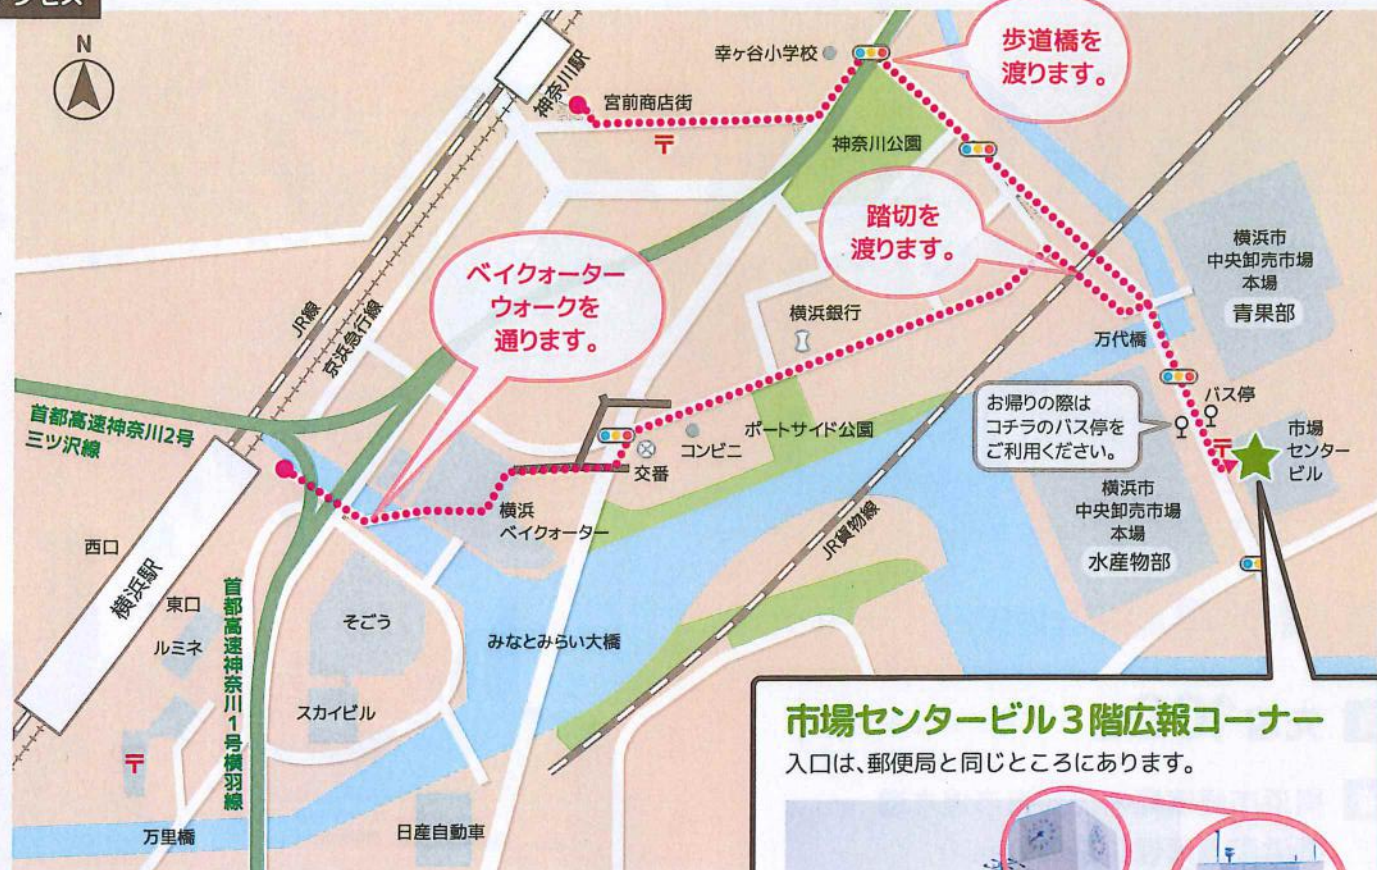 クセス
N
幸ヶ谷小学校
歩道橋を
渡ります。
神奈川駅
宮前商店街
〒
神奈川公園
踏切を
渡ります。
横浜市
中央卸売市場
本場
青果部
ベイクォーター
ウォークを
通ります。
JR線
京浜急行線
横浜銀行
万代橋
首都高速神奈川2号
三ツ沢線
お帰りの際は
コチラのバス停を
ご利用ください。
バス停
〒
市場
センター
ビル
ポートサイド公園
コンビニ
交番
横浜
ベイクォーター
横浜市
中央卸売市場
本場
水産物部
JR貨物線
西口
横浜駅
東口
ルミネ
首都高速神奈川1号横羽線
そごう
みなとみらい大橋
スカイビル
〒
万里橋
日産自動車
市場センタービル3階広報コーナー
入口は、郵便局と同じところにあります。
〒